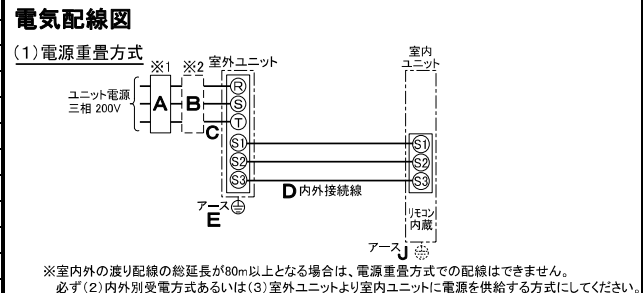 電気配線図
(1)電源重畳方式
※1 ※2 室外ユニット
室内
ユニット
ユニット電源
三相 200V
A
B
C
R
S
T
S1
S2
S3
S1
S2
S3
D 内外接続線
アース
E
リモコン
内蔵
アース J
※室内外の渡り配線の総延長が80m以上となる場合は、電源重畳方式での配線はできません。
必ず(2)内外別受電方式あるいは(3)室外ユニットより室内ユニットに電源を供給する方式にしてください。